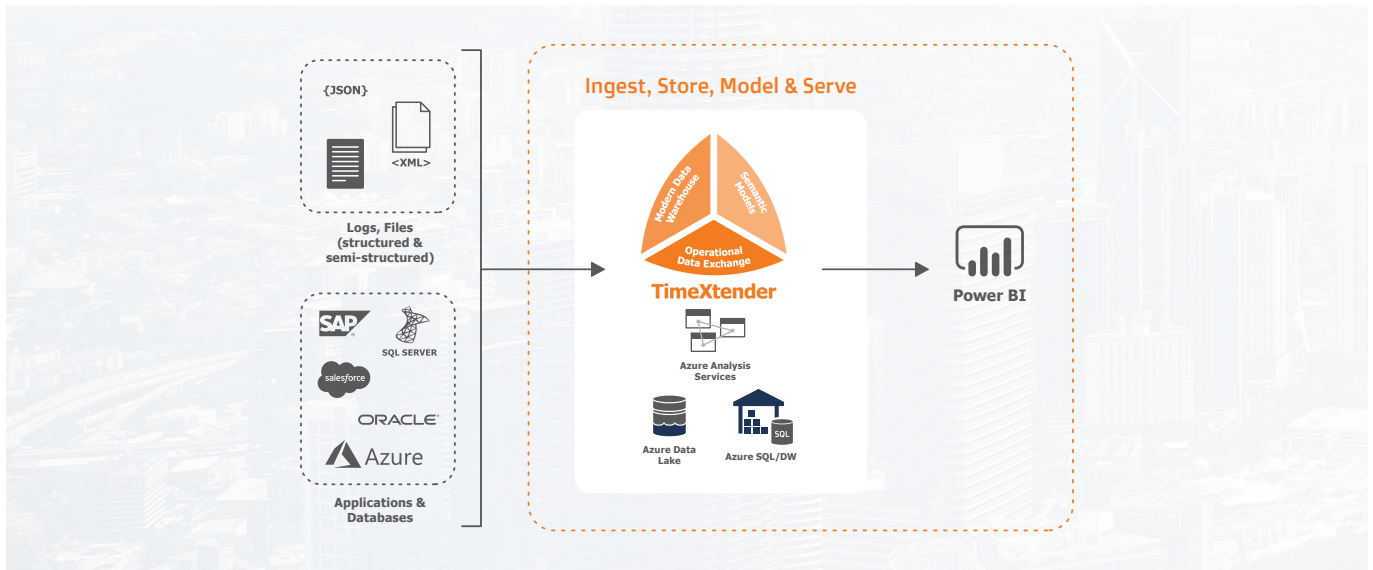 {JSON}
<XML>
Logs, Files
(structured &
semi-structured)
SAP
®
SQL SERVER
salesforce
ORACLE
Azure
Applications &
Databases
Ingest, Store, Model & Serve
Modern Data
Warehouse
Semantic
Models
Operational
Data Exchange
TimeXtender
Azure Analysis
Services
Azure Data
Lake
SQL
Azure SQL/DW
Power BI